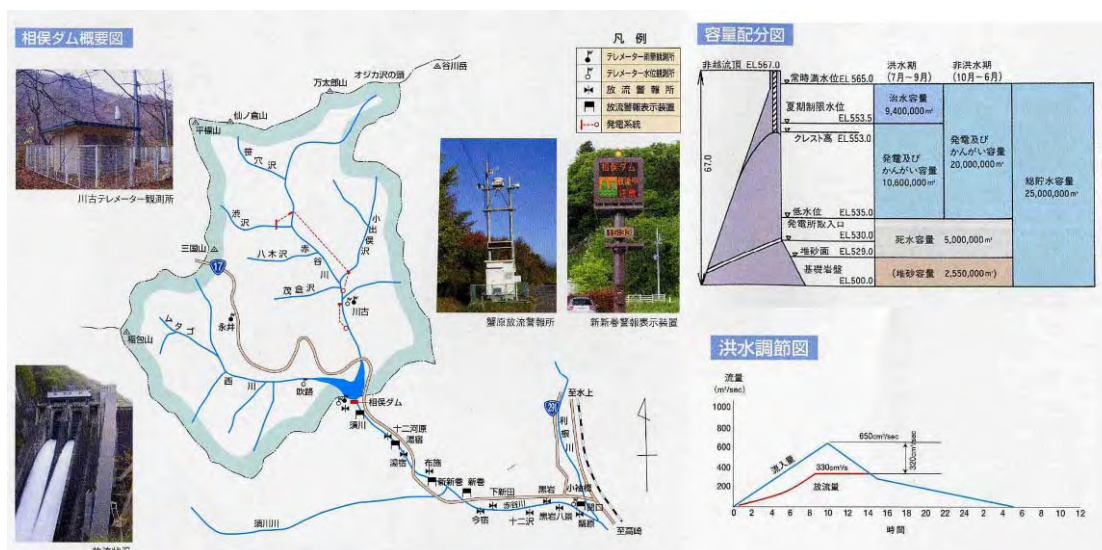 相俣ダム概要図
川古テレメーター観測所
平標山
仙ノ倉山
万太郎山
オジカ沢の頭
谷川岳
笹穴沢
渋沢
三国山
八木沢
赤谷川
小出俣沢
茂倉沢
川古
17
永井
ムタゴ
稲包山
西川
吹路
相俣ダム
須川
十二河原
湯宿
湯宿
布施
新新巻
新巻
下新田
赤谷川
今宿
十二沢
黒岩
黒岩八景
小袖橋
関口
須川川
利根川
291
至水上
至高崎
放流状況
凡例
テレメーター雨量観測所
テレメーター水位観測所
放流警報所
放流警報表示装置
発電系統
蟹原放流警報所
相俣ダム
新新巻警報表示装置
容量配分図
非越流頂 EL567.0
常時満水位 EL565.0
夏期制限水位
EL553.5
クレスト高 EL553.0
67.0
低水位 EL535.0
発電所取入口
EL530.0
堆砂面 EL529.0
基礎岩盤
EL500.0
洪水期
(7月~9月)
非洪水期
(10月~6月)
治水容量
9,400,000㎥
発電及び
かんがい容量
10,600,000㎥
発電及び
かんがい容量
20,000,000㎥
総貯水容量
25,000,000㎥
死水容量 5,000,000㎥
(堆砂容量 2,550,000㎥)
洪水調節図
流量
(m³/sec)
1000
800
600
400
200
0
650cm³/sec
330cm³/s
320cm³/sec
流入量
放流量
0 2 4 6 8 10 12 14 16 18 20 22 24 2 4 6 8 10 12
時間